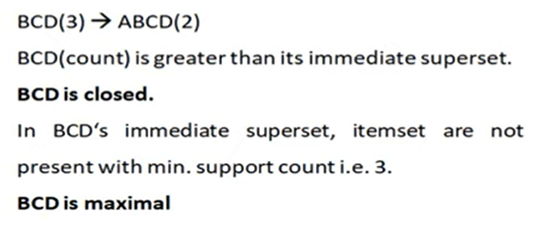 BCD(3) → ABCD(2)
BCD(count) is greater than its immediate superset.
BCD is closed.
In BCD’s immediate superset, itemset are not
present with min. support count i.e. 3.
BCD is maximal